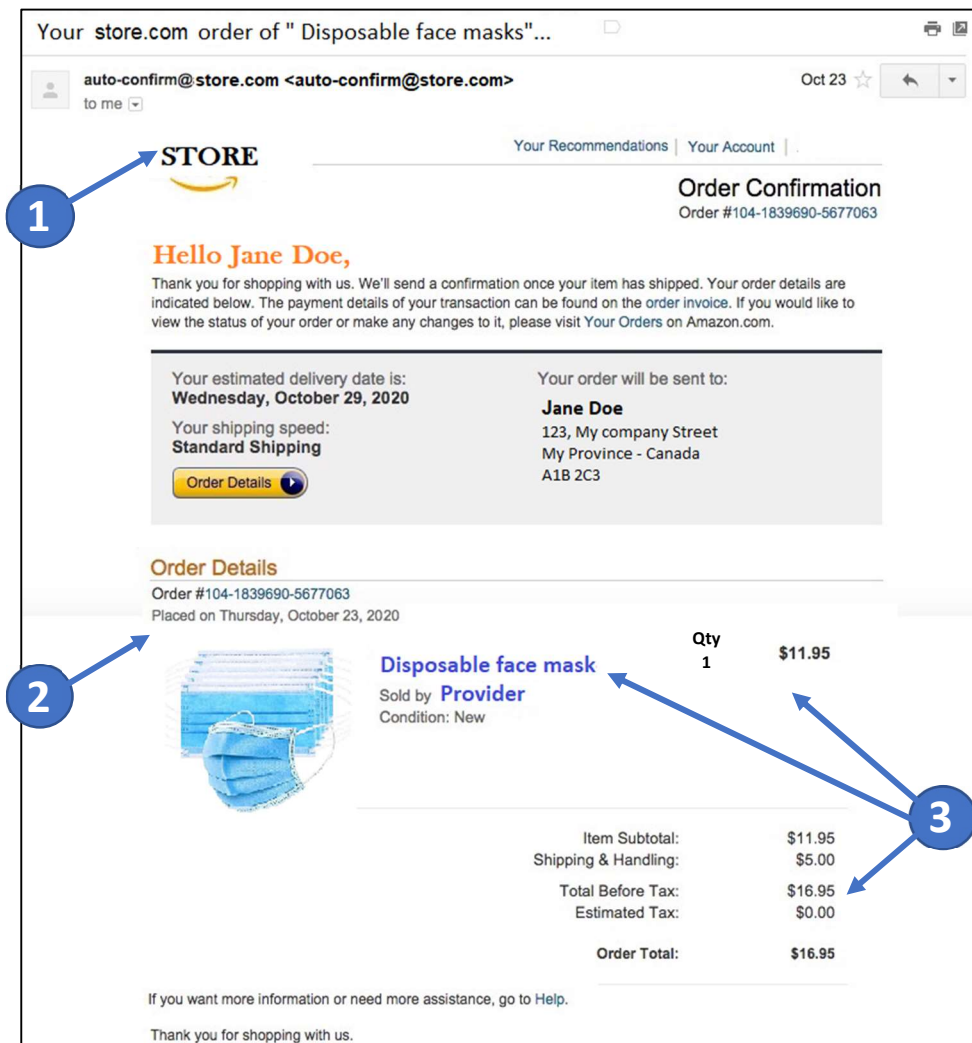 Your store.com order of " Disposable face masks"...
auto-confirm@store.com <auto-confirm@store.com>
Oct 23
to me
STORE
Your Recommendations | Your Account |
1
Order Confirmation
Order #104-1839690-5677063
Hello Jane Doe,
Thank you for shopping with us. We'll send a confirmation once your item has shipped. Your order details are
indicated below. The payment details of your transaction can be found on the order invoice. If you would like to
view the status of your order or make any changes to it, please visit Your Orders on Amazon.com.
Your estimated delivery date is:
Wednesday, October 29, 2020
Your shipping speed:
Standard Shipping
Order Details
Your order will be sent to:
Jane Doe
123, My company Street
My Province - Canada
A1B 2C3
Order Details
Order #104-1839690-5677063
Placed on Thursday, October 23, 2020
2
Disposable face mask
Sold by Provider
Condition: New
Qty
1
$11.95
3
Item Subtotal: $11.95
Shipping & Handling: $5.00
Total Before Tax: $16.95
Estimated Tax: $0.00
Order Total: $16.95
If you want more information or need more assistance, go to Help.
Thank you for shopping with us.